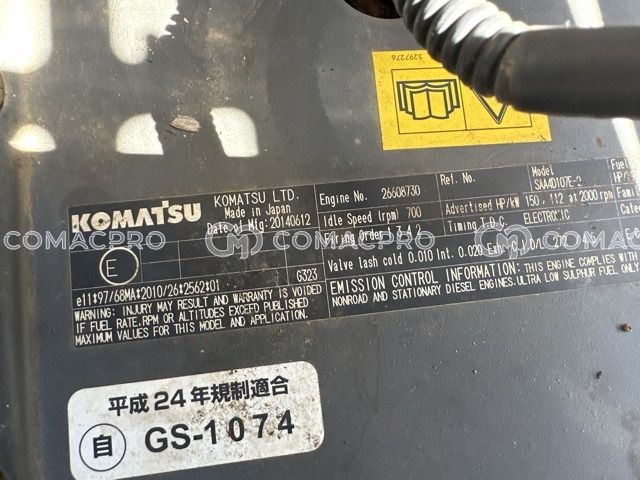 5297276
KOMATSU
KOMATSU LTD.
Made in Japan
Date of Mfg: 20140612
Engine No. 26608730
Ref. No.
Model SAA4D107E-2
Fuel
Idle Speed (rpm) 700
Advertised HP/kW 150, 112 at 2000 rpm
HP/
Firing Order 1 3 4 2
Timing T.D.C. ELECTRONIC
Valve lash cold 0.010 Int. 0.020 Exh.
E
G323
e11*97/68MA*2010/26*2562*01
WARNING: INJURY MAY RESULT AND WARRANTY IS VOIDED
IF FUEL RATE.RPM OR ALTITUDES EXCEED PUBLISHED
MAXIMUM VALUES FOR THIS MODEL AND APPLICATION.
EMISSION CONTROL INFORMATION: THIS ENGINE COMPLIES WITH
NONROAD AND STATIONARY DIESEL ENGINES.ULTRA LOW SULPHUR FUEL ONLY
COMACPRO COMACPRO COMACPRO
平成24年規制適合
自 GS-1074